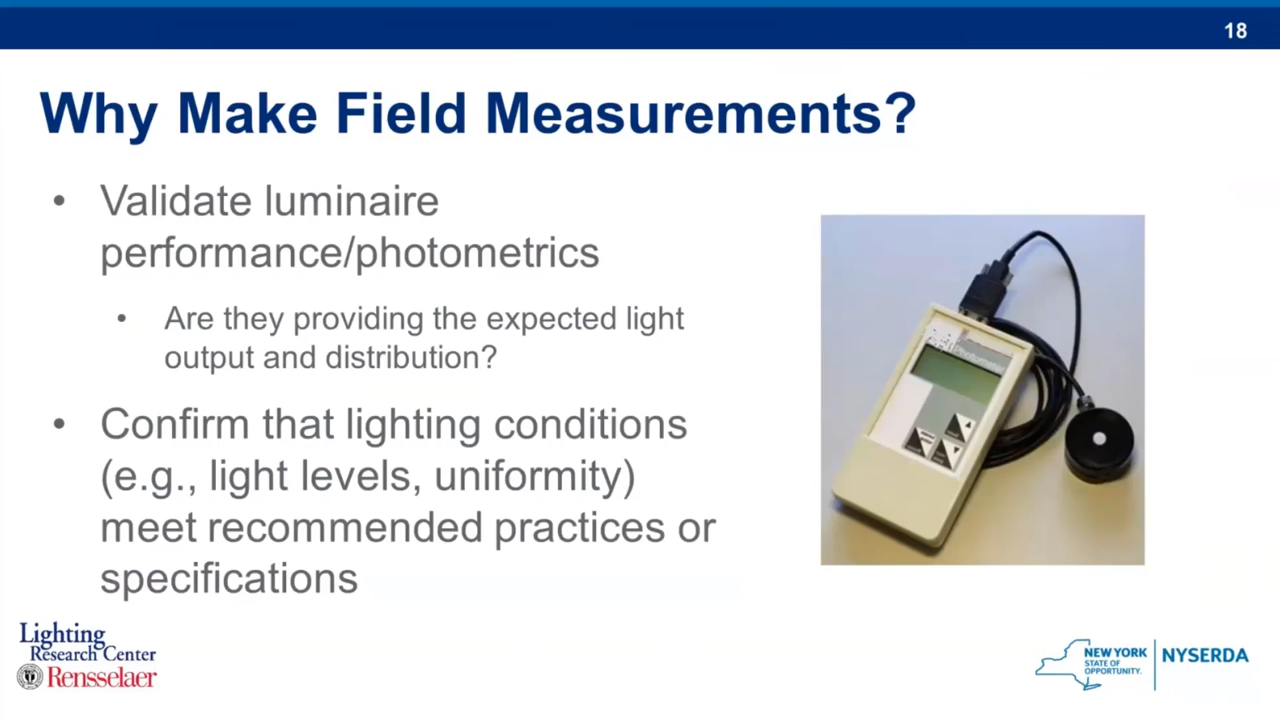 18
Why Make Field Measurements?
• Validate luminaire
performance/photometrics
• Are they providing the expected light
output and distribution?
• Confirm that lighting conditions
(e.g., light levels, uniformity)
meet recommended practices or
specifications
Photometer
Lighting
Research Center
Rensselaer
NEW YORK
STATE OF
OPPORTUNITY.
NYSERDA